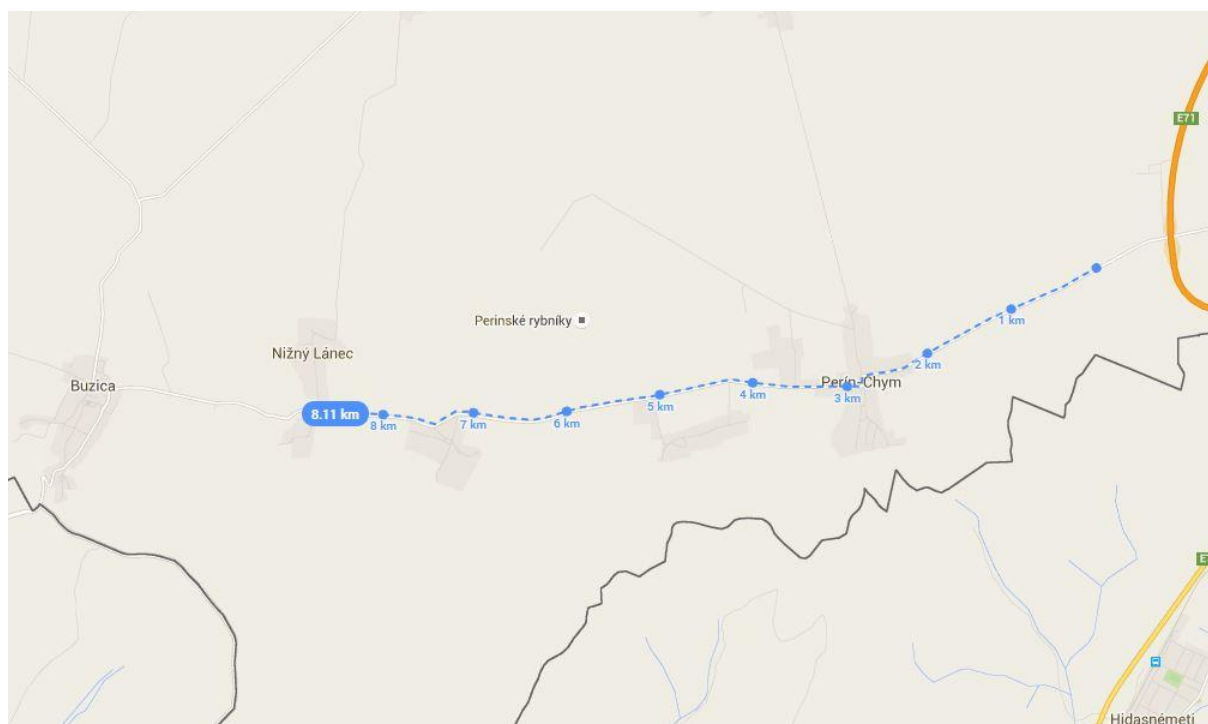 E71
Perinské rybníky
1 km
Nižný Lánec
2 km
Buzica
Perín-Chym
4 km
3 km
5 km
8.11 km
8 km
7 km
6 km
Hidasnémeti